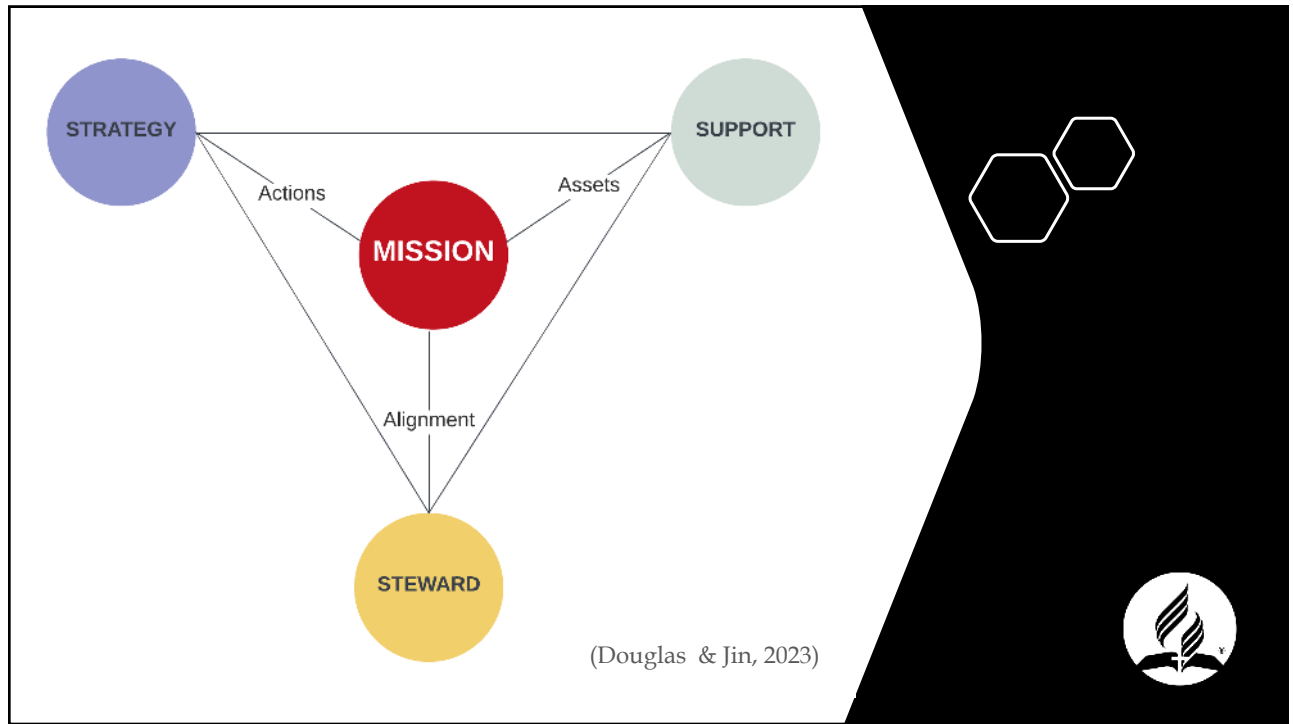 STRATEGY
SUPPORT
Actions
Assets
MISSION
Alignment
STEWARD
(Douglas & Jin, 2023)